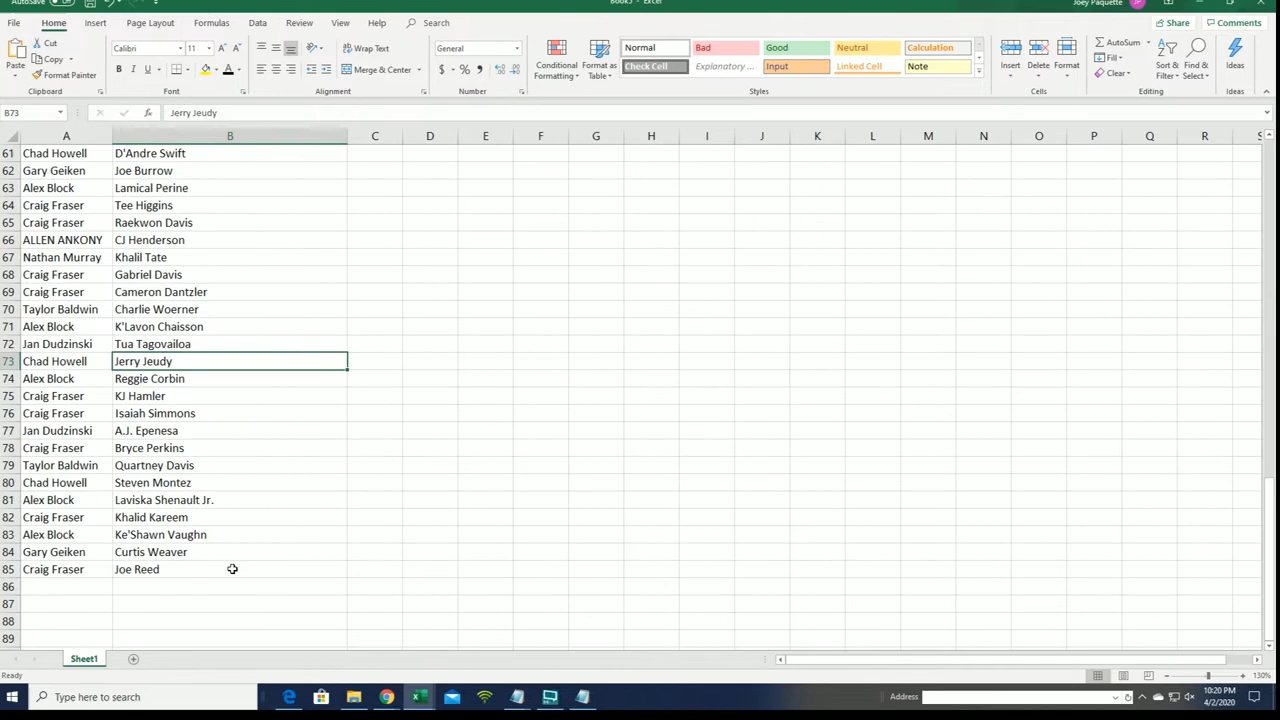 AutoSave Book5 - Excel Joey Paquette JP
File Home Insert Page Layout Formulas Data Review View Help Search Share Comments
Cut Calibri 11 Wrap Text General Normal Bad Good Neutral Calculation AutoSum
Copy Fill
Format Painter Merge & Center Check Cell Explanatory ... Input Linked Cell Note Clear
Paste Conditional Formatting Format as Table Insert Delete Format Sort & Filter Find & Select Ideas
Clipboard Font Alignment Number Styles Cells Editing Ideas
B73 Jerry Jeudy
A B C D E F G H I J K L M N O P Q R S
61 Chad Howell D'Andre Swift
62 Gary Geiken Joe Burrow
63 Alex Block Lamical Perine
64 Craig Fraser Tee Higgins
65 Craig Fraser Raekwon Davis
66 ALLEN ANKONY CJ Henderson
67 Nathan Murray Khalil Tate
68 Craig Fraser Gabriel Davis
69 Craig Fraser Cameron Dantzler
70 Taylor Baldwin Charlie Woerner
71 Alex Block K'Lavon Chaisson
72 Jan Dudzinski Tua Tagovailoa
73 Chad Howell Jerry Jeudy
74 Alex Block Reggie Corbin
75 Craig Fraser KJ Hamler
76 Craig Fraser Isaiah Simmons
77 Jan Dudzinski A.J. Epenesa
78 Craig Fraser Bryce Perkins
79 Taylor Baldwin Quartney Davis
80 Chad Howell Steven Montez
81 Alex Block Laviska Shenault Jr.
82 Craig Fraser Khalid Kareem
83 Alex Block Ke'Shawn Vaughn
84 Gary Geiken Curtis Weaver
85 Craig Fraser Joe Reed
86
87
88
89
Sheet1
Ready 130%
Type here to search Address 10:20 PM
4/2/2020